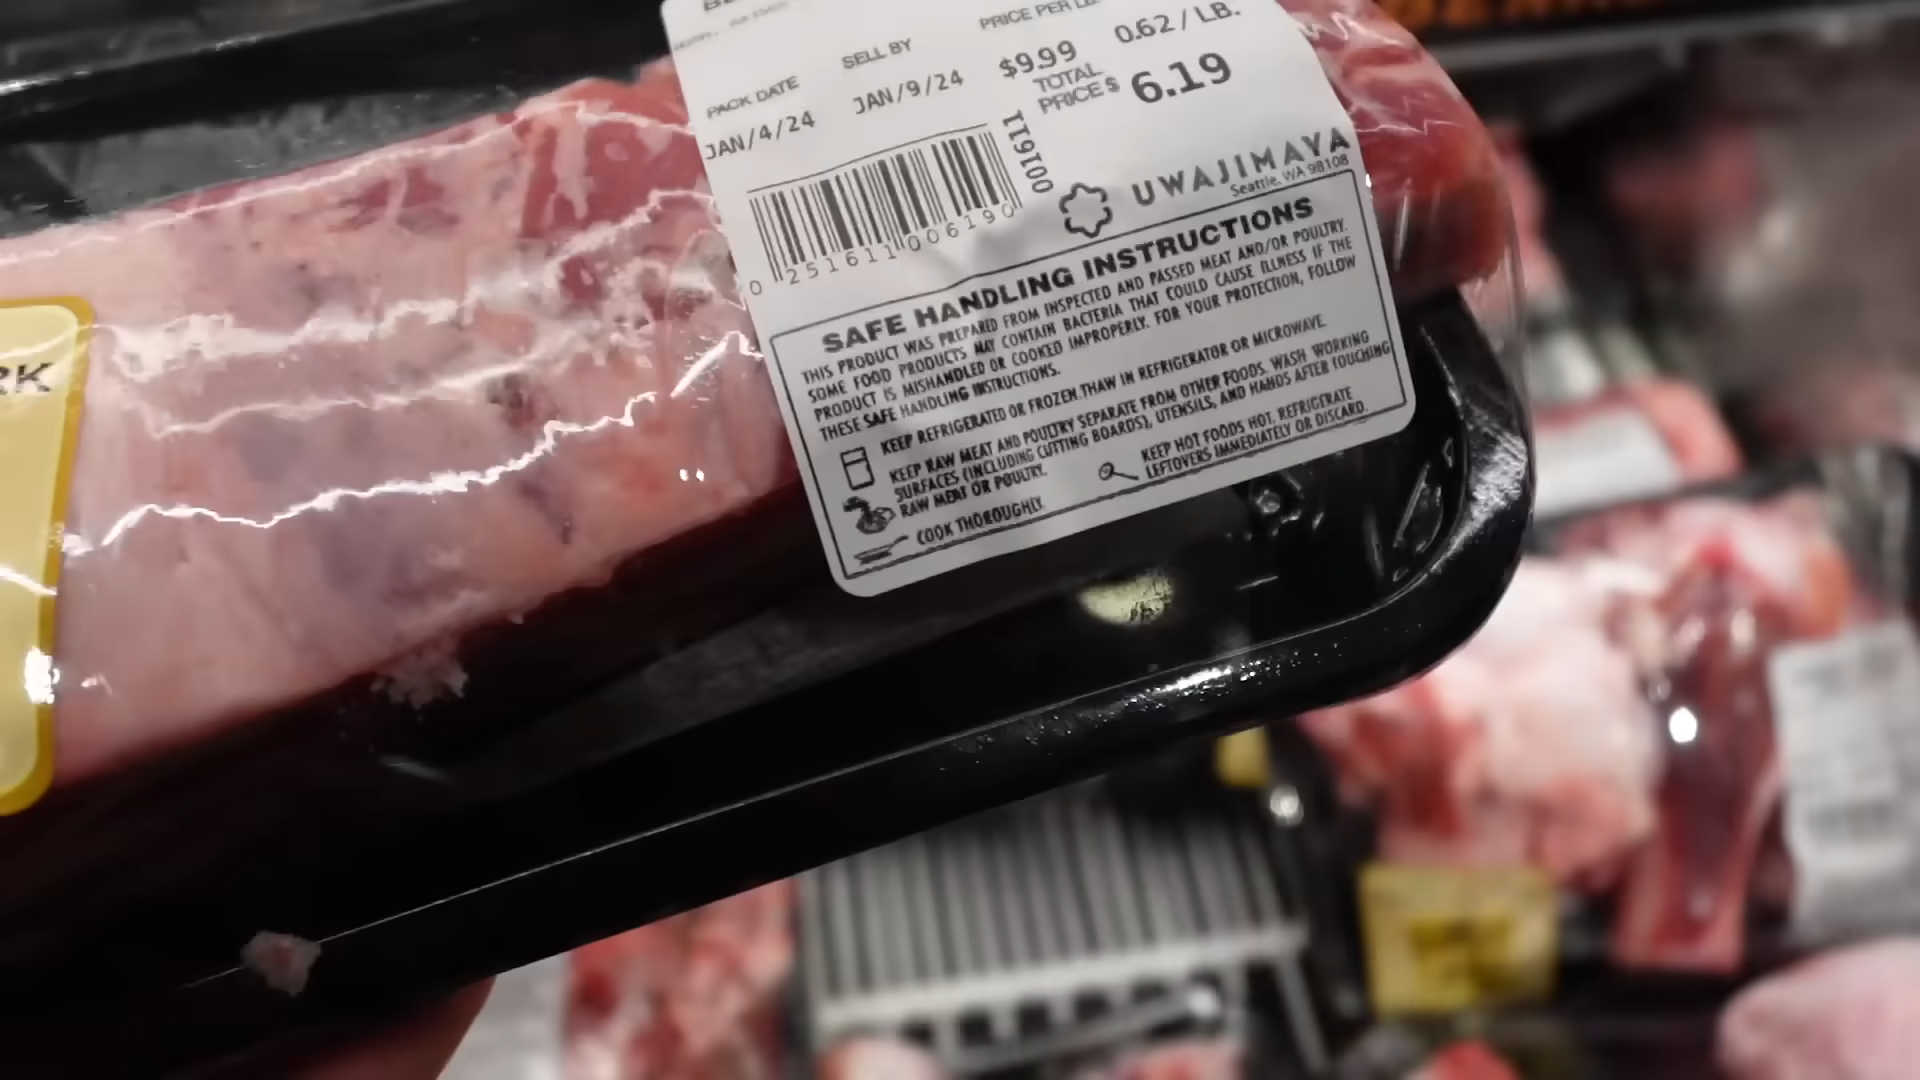 PRICE PER LB.
0.62 / LB.
SELL BY
$9.99
PACK DATE
JAN/9/24
TOTAL
PRICE $ 6.19
JAN/4/24
001611
0 251611 006190
UWAJIMAYA
Seattle, WA 98108
SAFE HANDLING INSTRUCTIONS
THIS PRODUCT WAS PREPARED FROM INSPECTED AND PASSED MEAT AND/OR POULTRY.
SOME FOOD PRODUCTS MAY CONTAIN BACTERIA THAT COULD CAUSE ILLNESS IF THE
PRODUCT IS MISHANDLED OR COOKED IMPROPERLY. FOR YOUR PROTECTION, FOLLOW
THESE SAFE HANDLING INSTRUCTIONS.
KEEP REFRIGERATED OR FROZEN. THAW IN REFRIGERATOR OR MICROWAVE.
KEEP RAW MEAT AND POULTRY SEPARATE FROM OTHER FOODS. WASH WORKING
SURFACES (INCLUDING CUTTING BOARDS), UTENSILS, AND HANDS AFTER TOUCHING
RAW MEAT OR POULTRY.
KEEP HOT FOODS HOT. REFRIGERATE
LEFTOVERS IMMEDIATELY OR DISCARD.
COOK THOROUGHLY.
RK